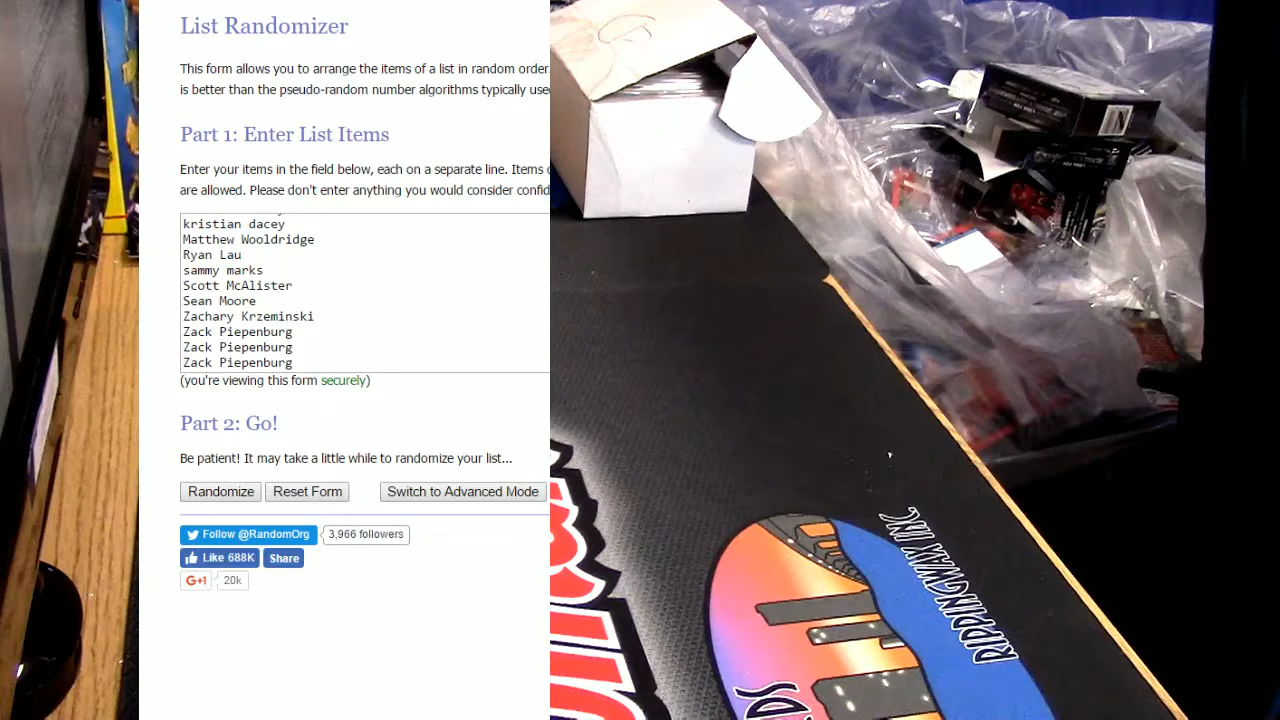 List Randomizer
This form allows you to arrange the items of a list in random order.
is better than the pseudo-random number algorithms typically use
Part 1: Enter List Items
Enter your items in the field below, each on a separate line. Items
are allowed. Please don't enter anything you would consider confid
kristian dacey
Matthew Wooldridge
Ryan Lau
sammy marks
Scott McAlister
Sean Moore
Zachary Krzeminski
Zack Piepenburg
Zack Piepenburg
Zack Piepenburg
(you're viewing this form securely)
Part 2: Go!
Be patient! It may take a little while to randomize your list...
Randomize Reset Form Switch to Advanced Mode
Follow @RandomOrg 3,966 followers
Like 688K Share
G+1 20k
RIPPINGWAX INC.